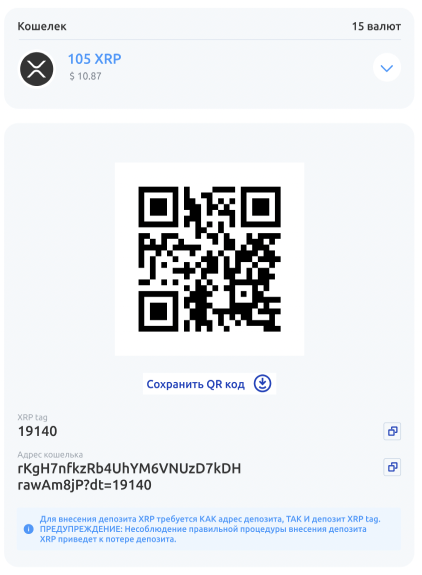 Кошелек 15 валют
105 XRP
$ 10.87
Сохранить QR код
XRP tag
19140
Адрес кошелька
rKgH7nfkzRb4UhYM6VNUzD7kDH
rawAm8jP?dt=19140
Для внесения депозита XRP требуется КАК адрес депозита, ТАК И депозит XRP tag.
ПРЕДУПРЕЖДЕНИЕ: Несоблюдение правильной процедуры внесения депозита
XRP приведет к потере депозита.